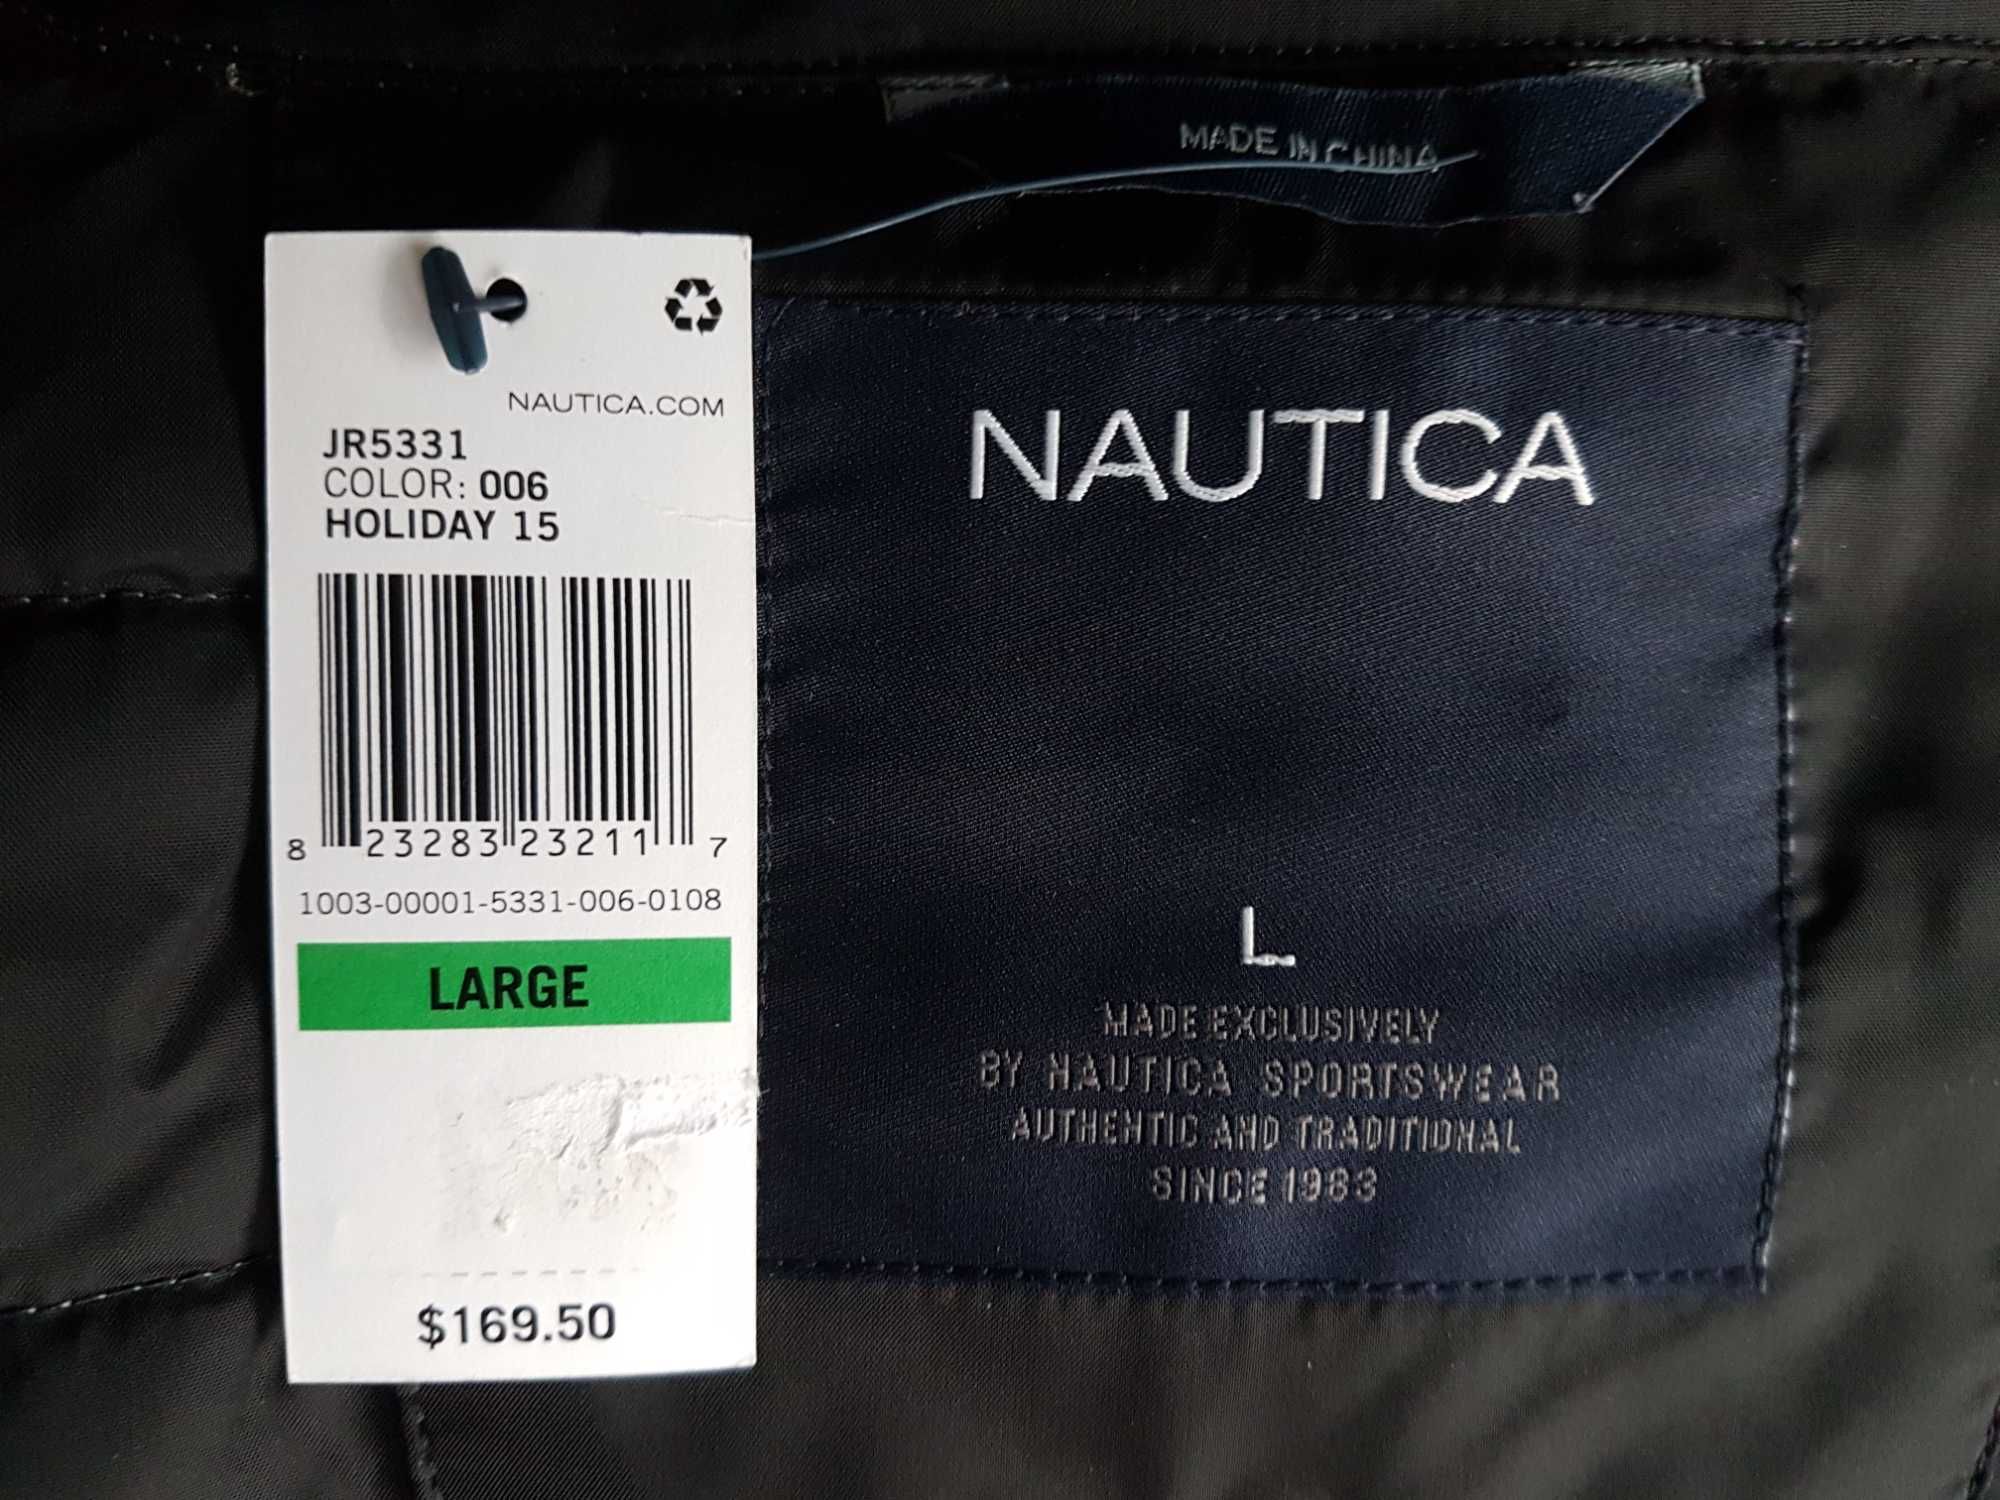 MADE IN CHINA
NAUTICA.COM
JR5331
COLOR: 006
HOLIDAY 15
8 23283 23211 7
1003-00001-5331-006-0108
LARGE
$169.50
NAUTICA
L
MADE EXCLUSIVELY
BY NAUTICA SPORTSWEAR
AUTHENTIC AND TRADITIONAL
SINCE 1983